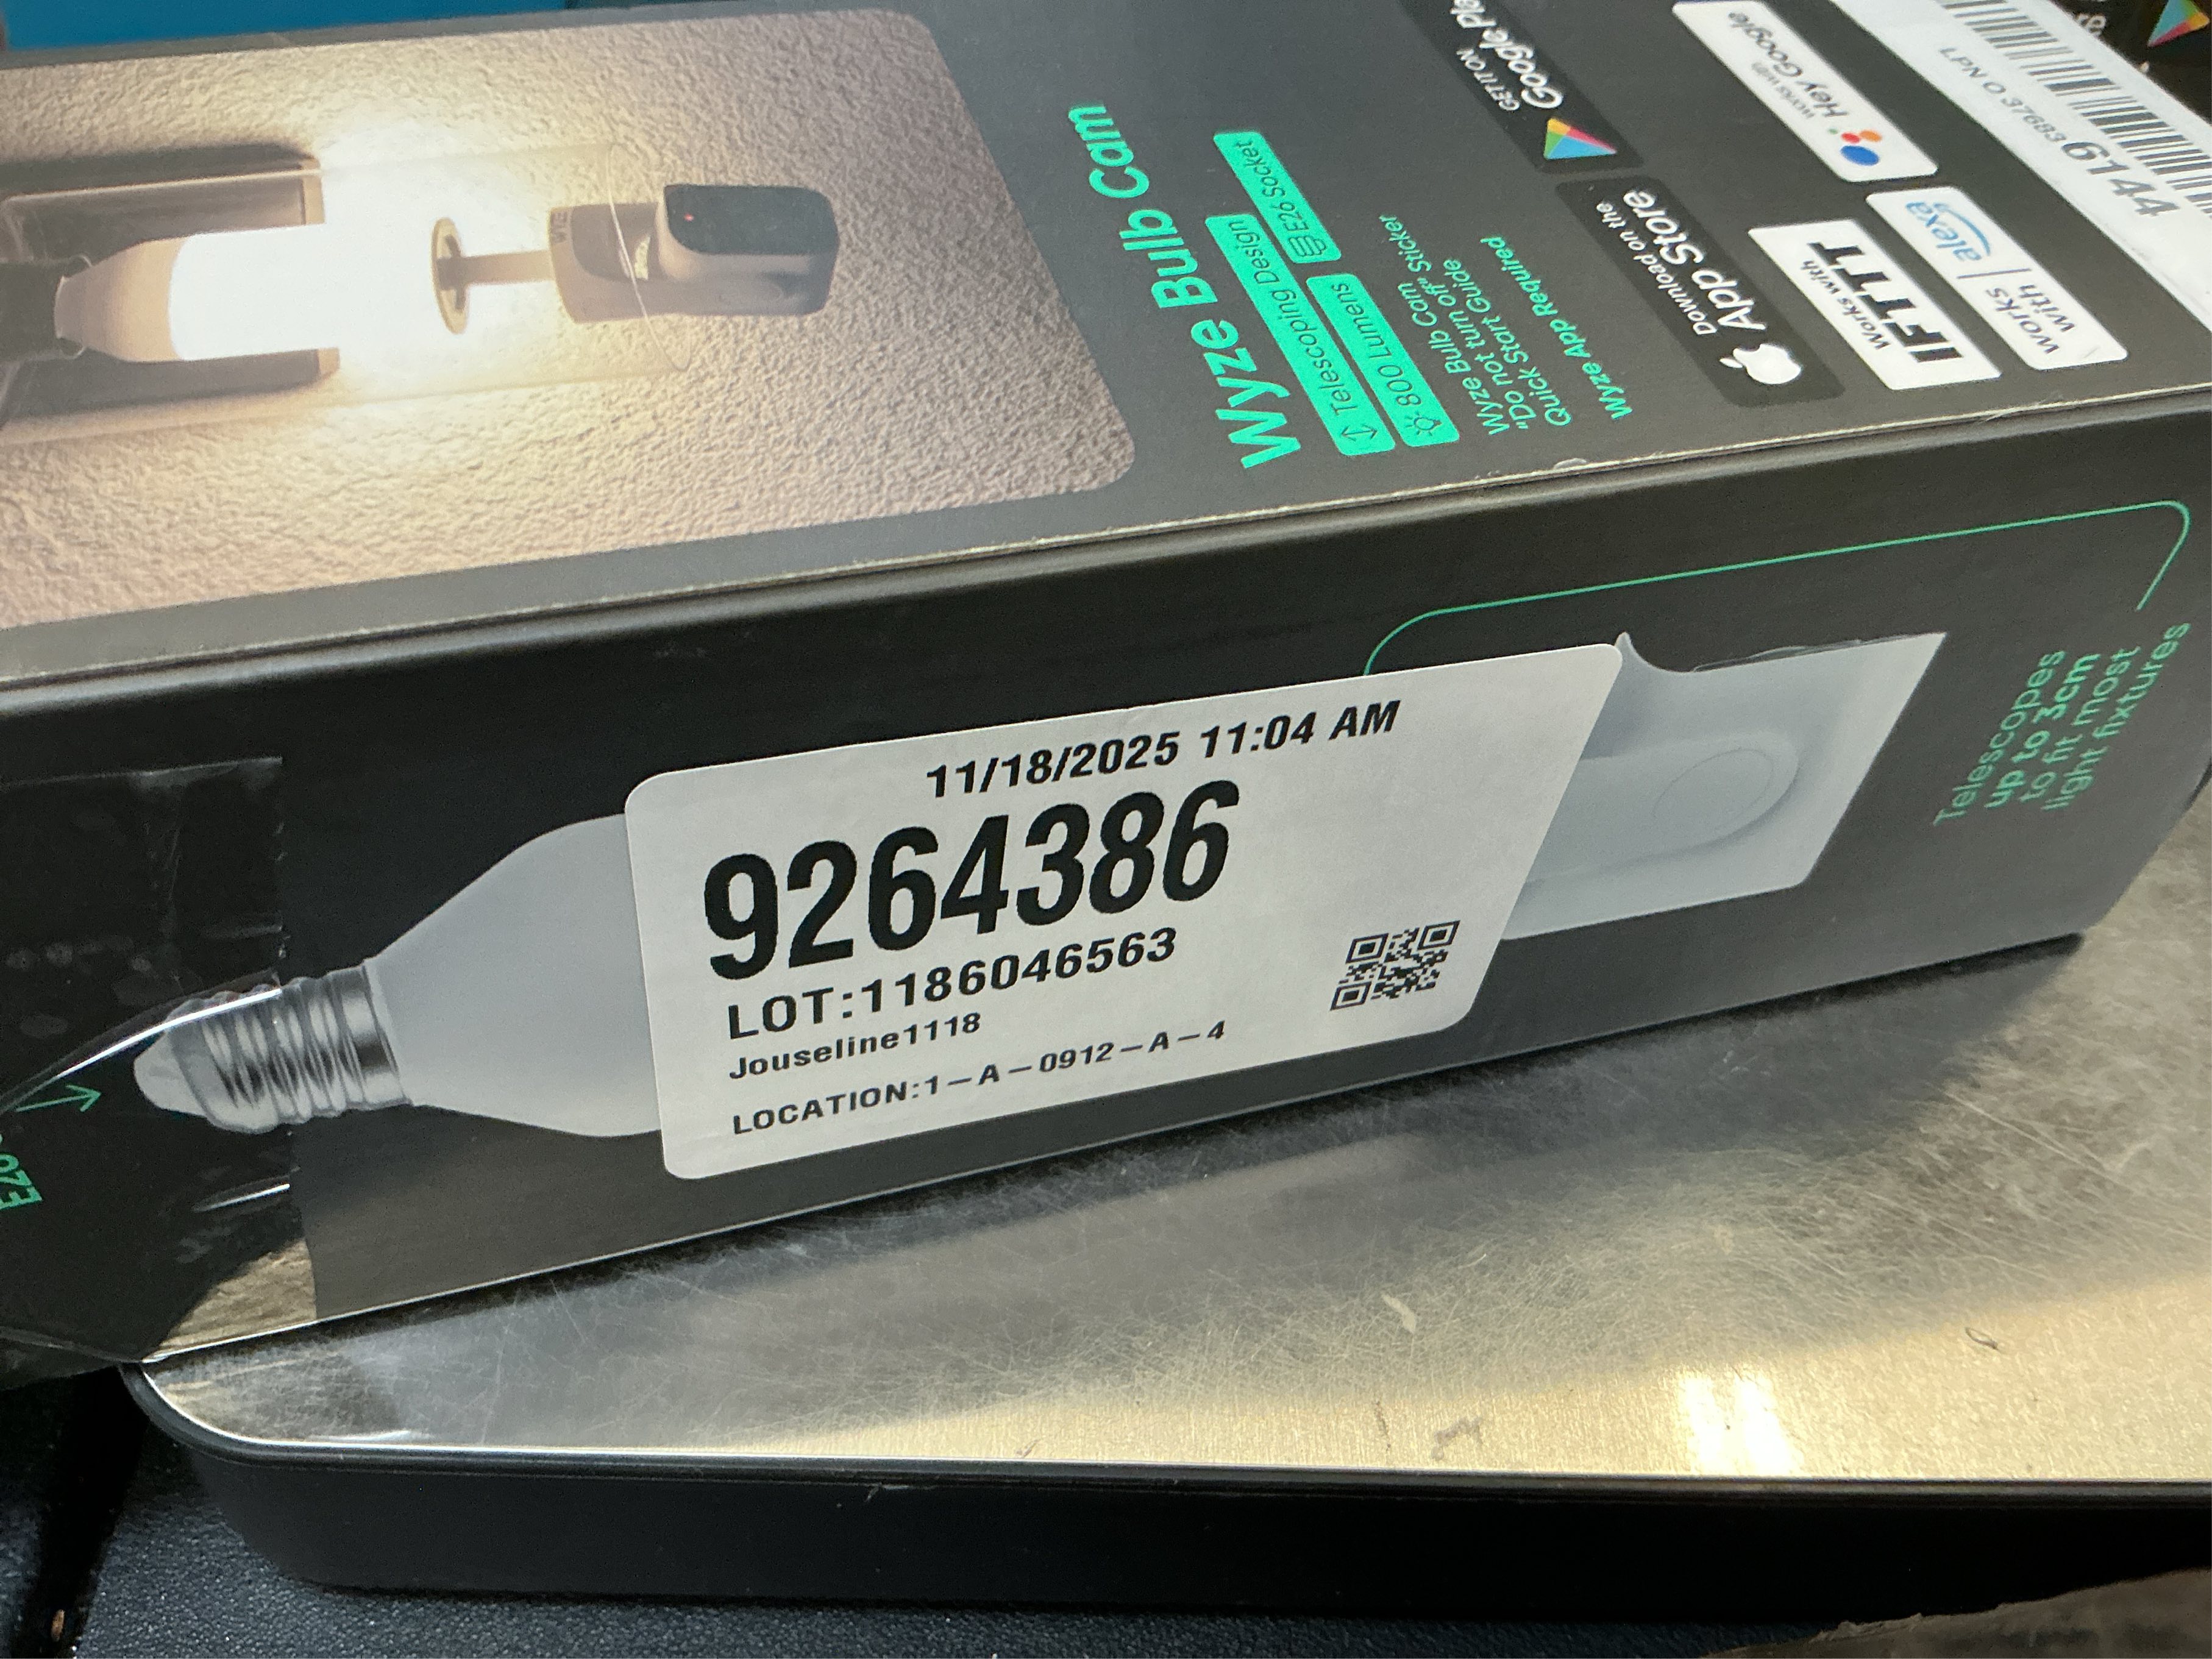 Wyze Bulb Cam
Telescoping Design
E26 Socket
800 Lumens
Wyze Bulb Cam
"Do not turn off" Sticker
Quick Start Guide
Wyze App Required
GET IT ON
Google
Download on the
App Store
works with
Hey Google
Works with
IFTTT
works with
alexa
LPN
6144
11/18/2025 11:04 AM
9264386
LOT:1186046563
Jouseline1118
LOCATION:1-A-0912-A-4
Telescopes
up to 3cm
to fit most
light fixtures